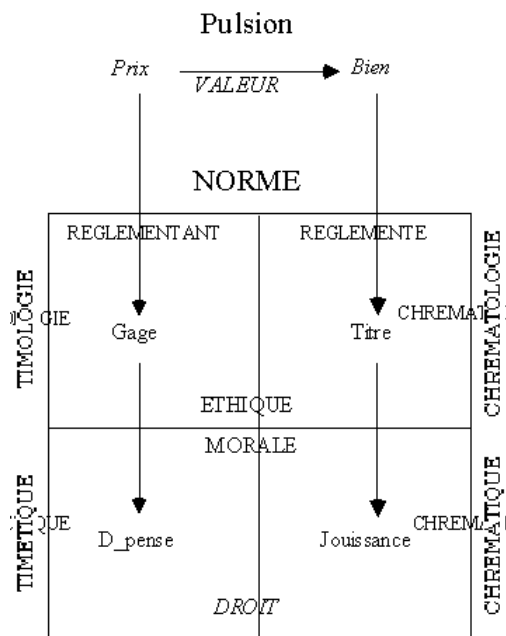 Pulsion
Prix
Bien
VALEUR
NORME
REGLEMENTANT
REGLEMENTE
TIMOLOGIE
GIE
Gage
Titre
CHREMAT
CHREMATOLOGIE
ETHIQUE
MORALE
TIMETIQUE
QUE
D_pense
Jouissance
CHREMA
CHREMATIQUE
DROIT